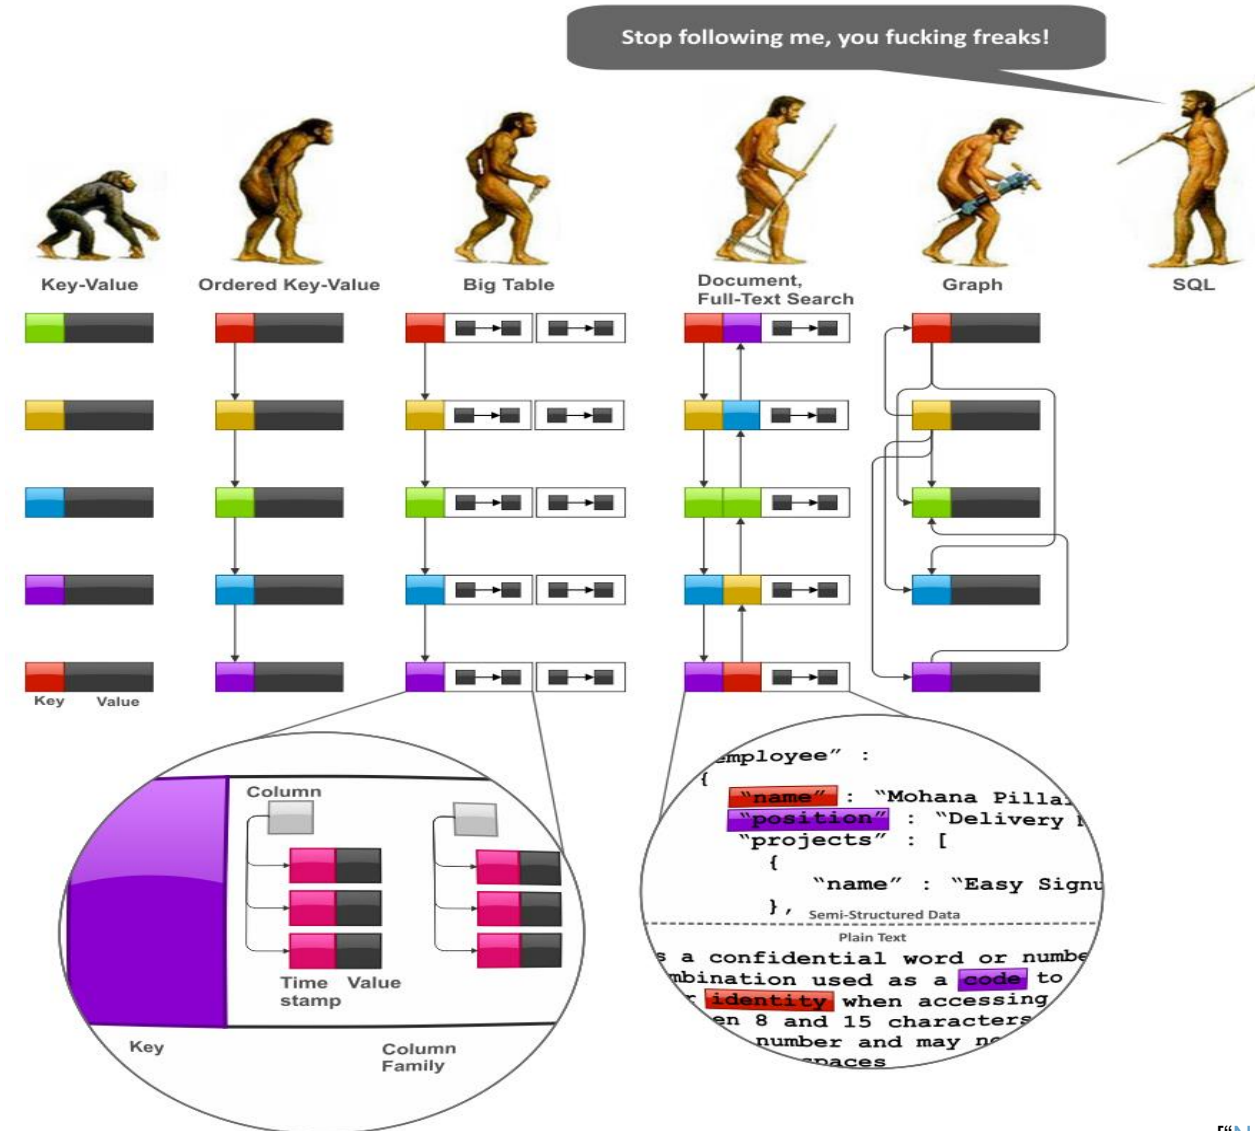 Stop following me, you fucking freaks!
Key-Value
Ordered Key-Value
Big Table
Document,
Full-Text Search
Graph
SQL
Key Value
Column
Time
stamp
Value
Key
Column
Family
employee" :
{
"name" : "Mohana Pillai
"position" : "Delivery
"projects" : [
{
"name" : "Easy Signu
},
Semi-Structured Data
Plain Text
s a confidential word or numbe
mbination used as a code to
identity when accessing
en 8 and 15 characters
number and may no
spaces
["N